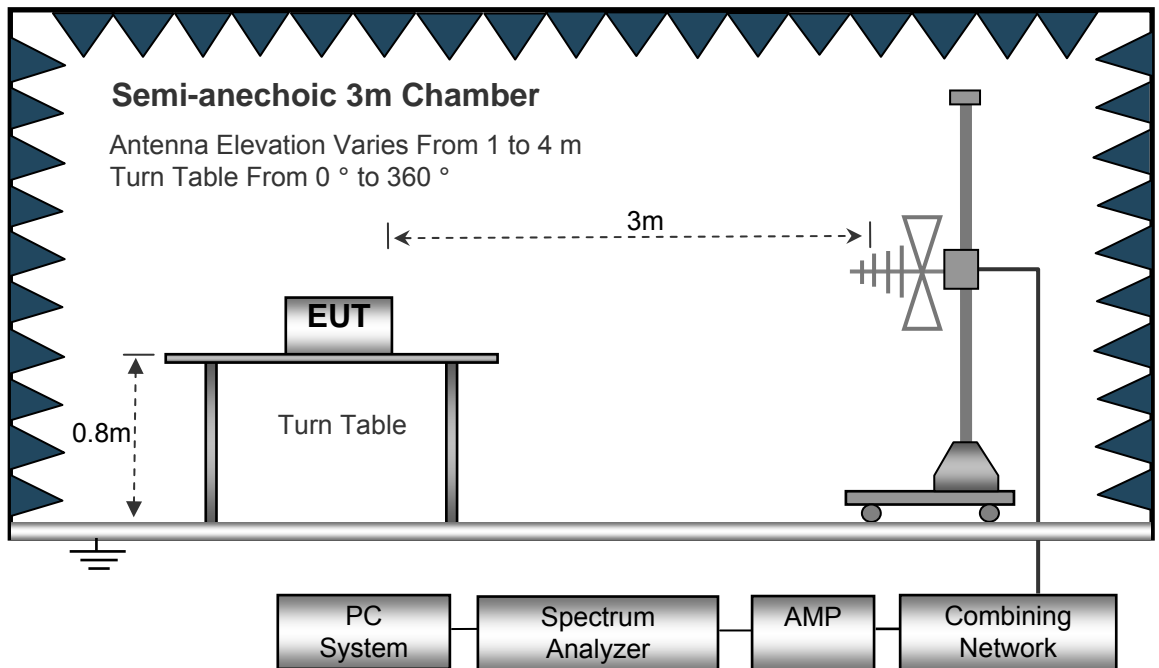 Semi-anechoic 3m Chamber
Antenna Elevation Varies From 1 to 4 m
Turn Table From 0 ° to 360 °
3m
EUT
0.8m
Turn Table
PC
System
Spectrum
Analyzer
AMP
Combining
Network